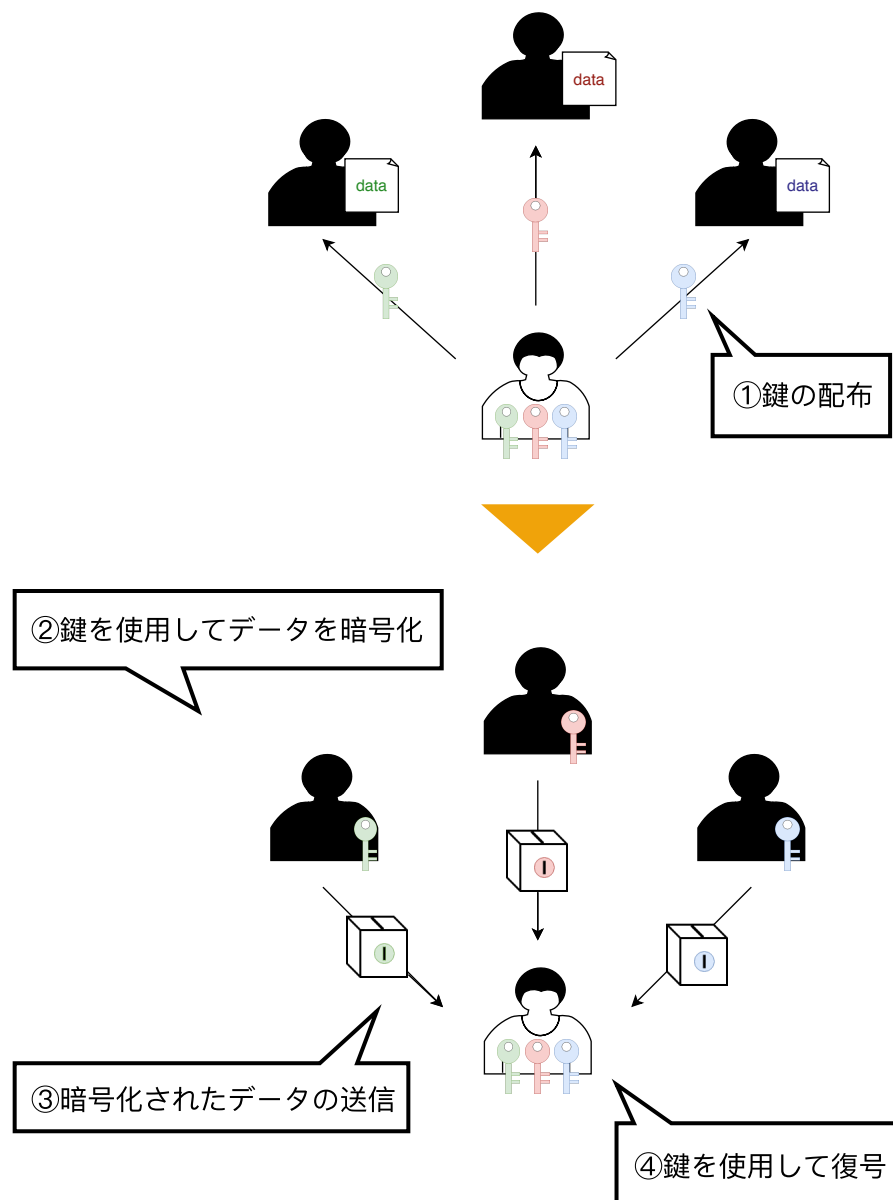 data
data
data
①鍵の配布
②鍵を使用してデータを暗号化
③暗号化されたデータの送信
④鍵を使用して復号